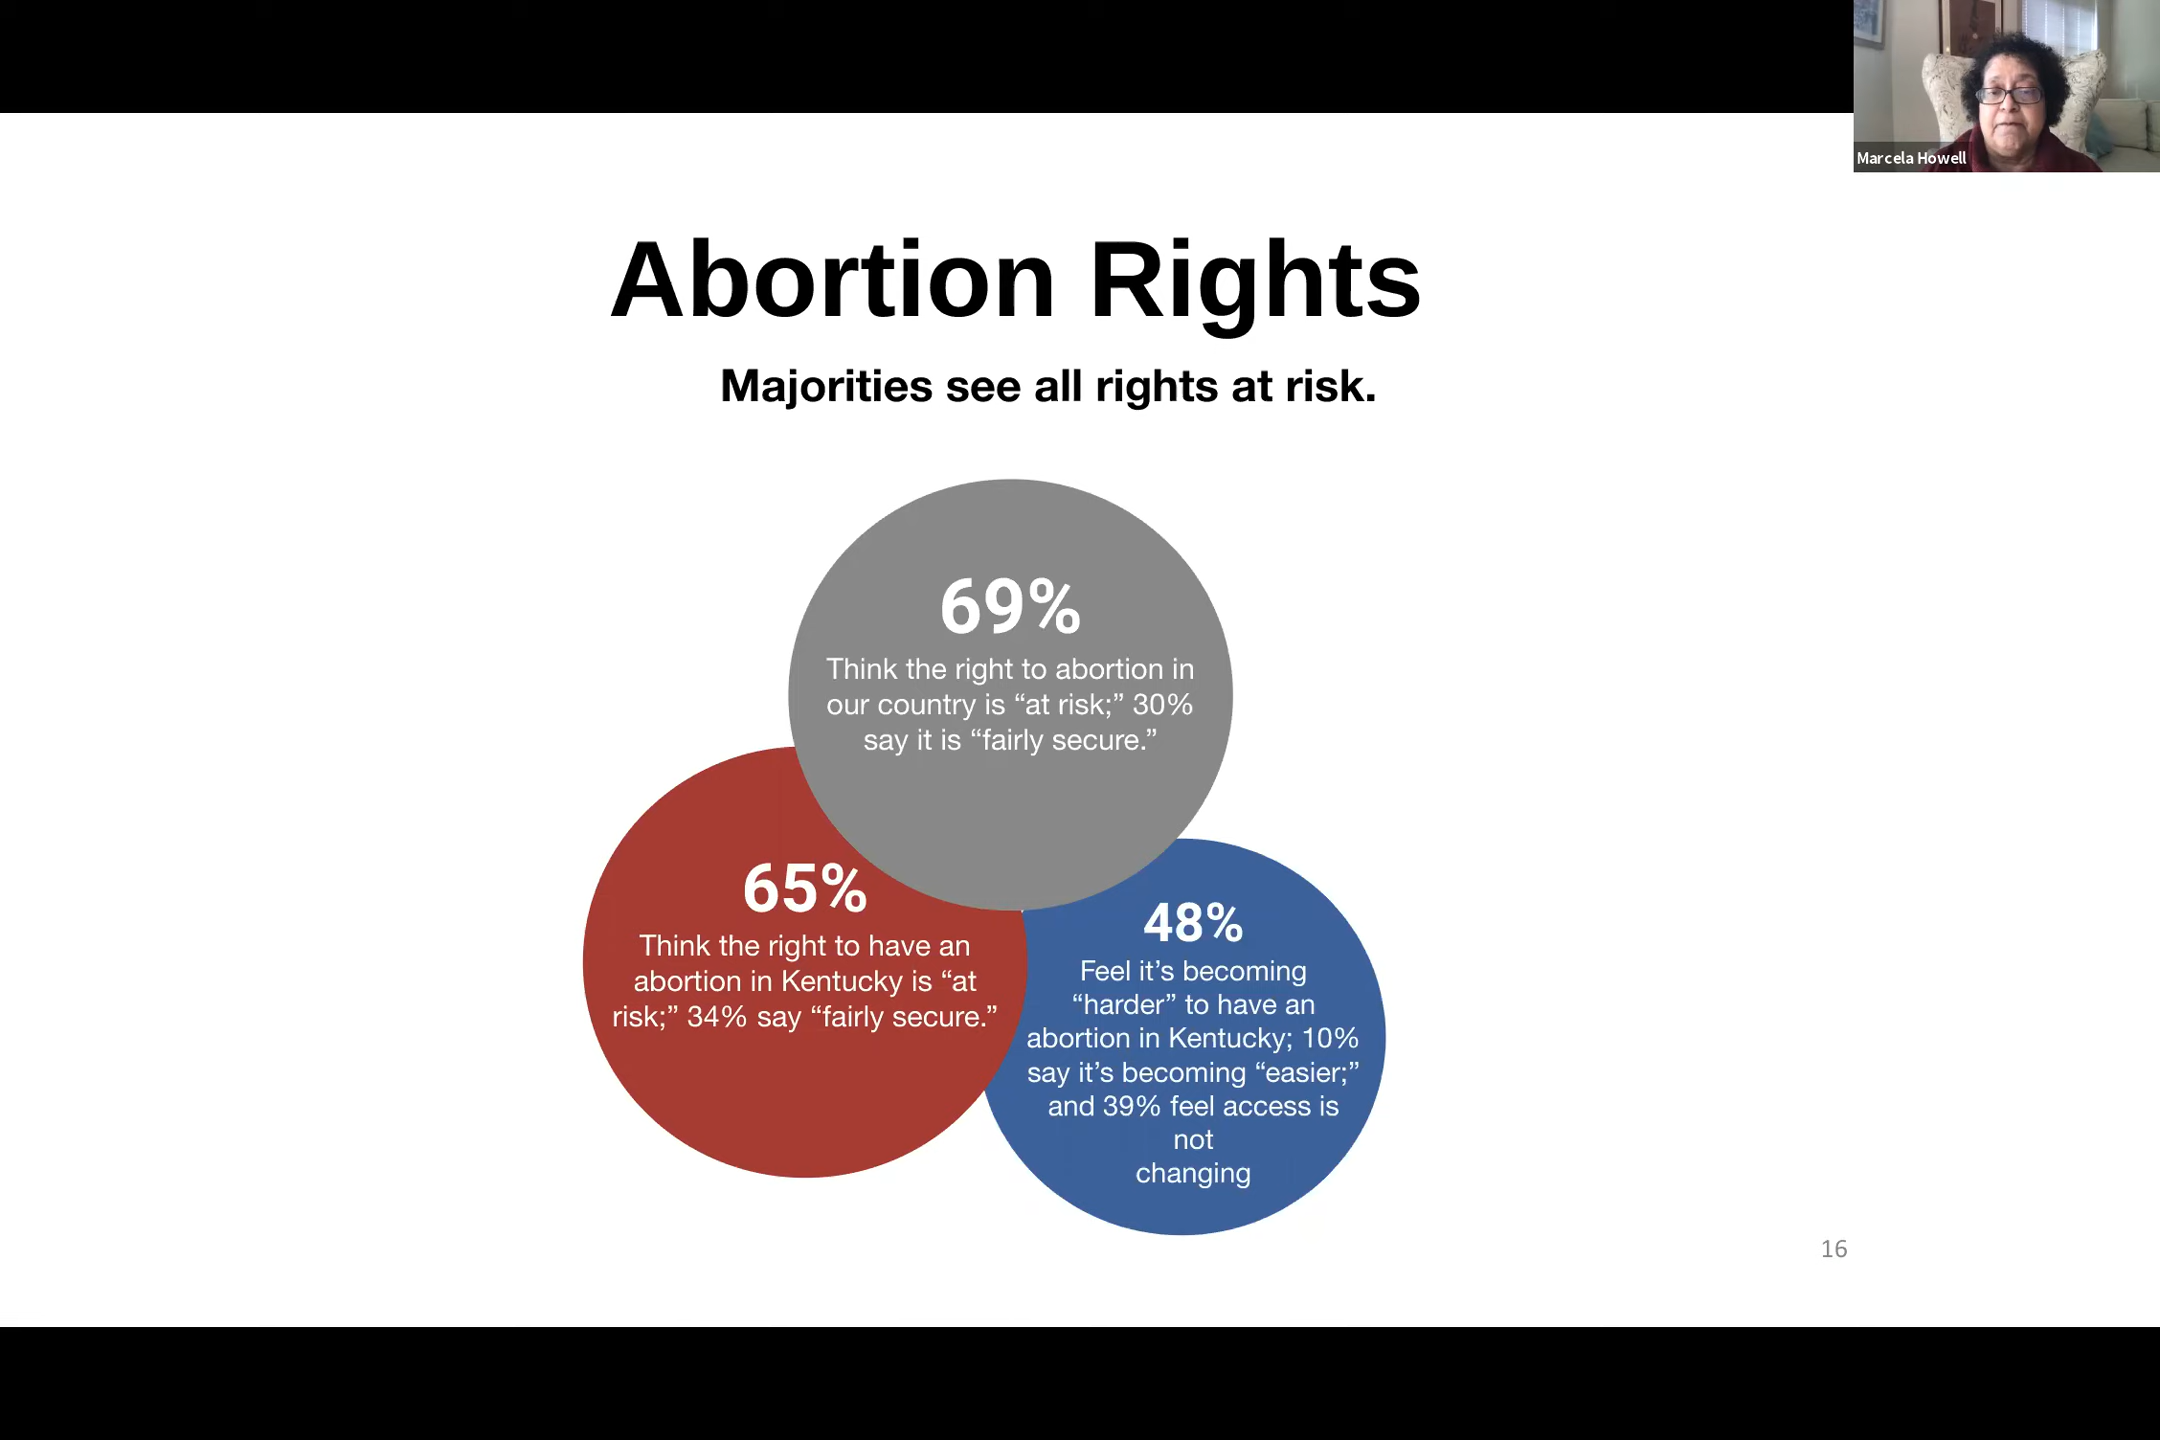 Marcela Howell
Abortion Rights
Majorities see all rights at risk.
69%
Think the right to abortion in
our country is “at risk;” 30%
say it is “fairly secure.”
65%
Think the right to have an
abortion in Kentucky is “at
risk;” 34% say “fairly secure.”
48%
Feel it’s becoming
“harder” to have an
abortion in Kentucky; 10%
say it’s becoming “easier;”
and 39% feel access is
not
changing
16